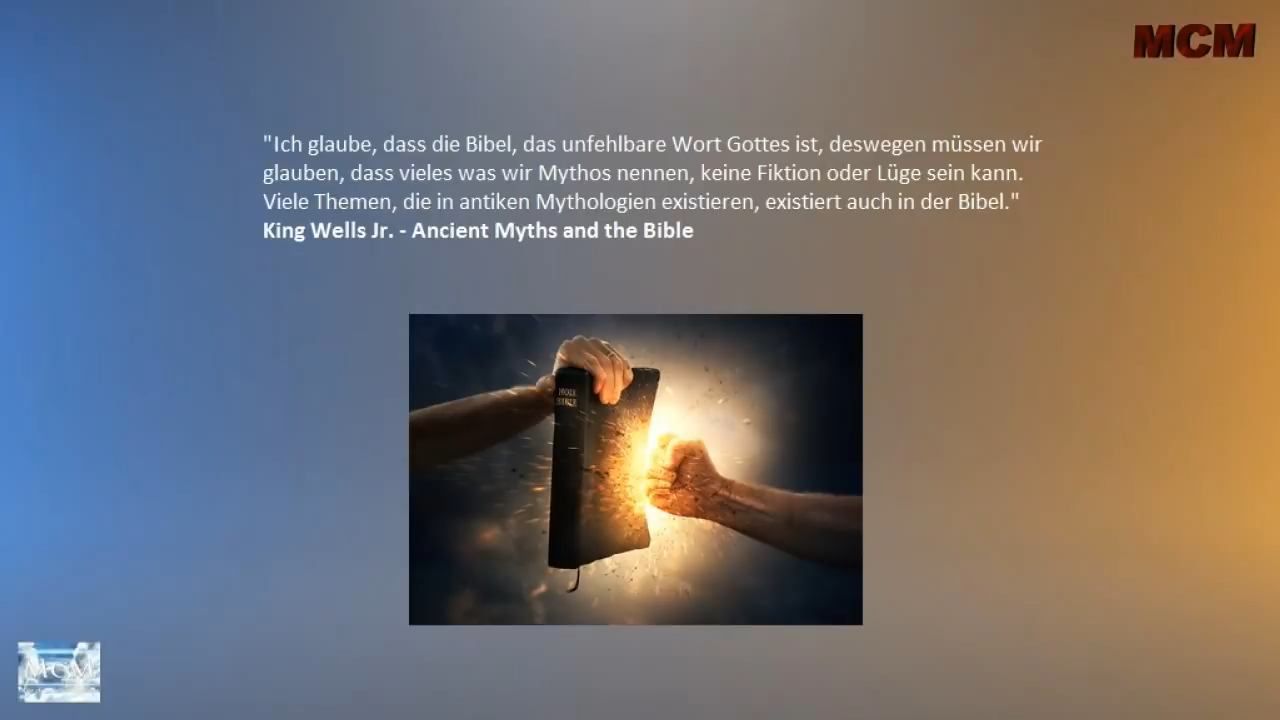 MCM
"Ich glaube, dass die Bibel, das unfehlbare Wort Gottes ist, deswegen müssen wir
glauben, dass vieles was wir Mythos nennen, keine Fiktion oder Lüge sein kann.
Viele Themen, die in antiken Mythologien existieren, existiert auch in der Bibel."
King Wells Jr. - Ancient Myths and the Bible
HOLY
BIBLE
MCM